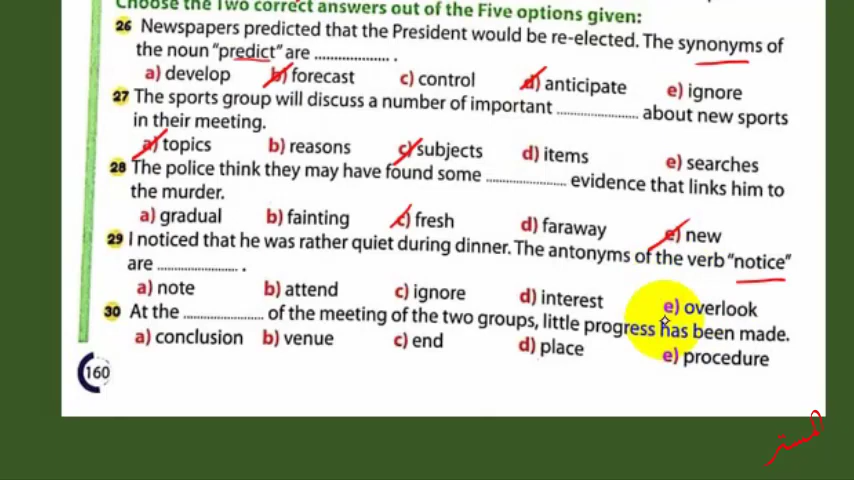 Choose the Two correct answers out of the Five options given:
26 Newspapers predicted that the President would be re-elected. The synonyms of
the noun "predict" are .................... .
a) develop b) forecast c) control d) anticipate e) ignore
27 The sports group will discuss a number of important .................... about new sports
in their meeting.
a) topics b) reasons c) subjects d) items e) searches
28 The police think they may have found some .................... evidence that links him to
the murder.
a) gradual b) fainting c) fresh d) faraway e) new
29 I noticed that he was rather quiet during dinner. The antonyms of the verb "notice"
are .................... .
a) note b) attend c) ignore d) interest e) overlook
30 At the .................... of the meeting of the two groups, little progress has been made.
a) conclusion b) venue c) end d) place e) procedure
160